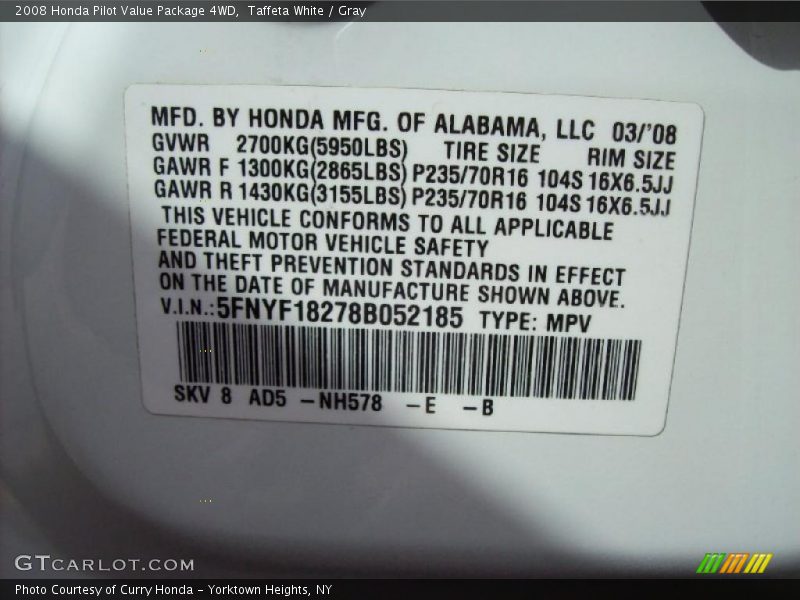 2008 Honda Pilot Value Package 4WD,  Taffeta White / Gray
MFD. BY HONDA MFG. OF ALABAMA, LLC 03/'08
GVWR 2700KG(5950LBS) TIRE SIZE RIM SIZE
GAWR F 1300KG(2865LBS) P235/70R16 104S 16X6.5JJ
GAWR R 1430KG(3155LBS) P235/70R16 104S 16X6.5JJ
THIS VEHICLE CONFORMS TO ALL APPLICABLE
FEDERAL MOTOR VEHICLE SAFETY
AND THEFT PREVENTION STANDARDS IN EFFECT
ON THE DATE OF MANUFACTURE SHOWN ABOVE.
V.I.N.:5FNYF18278B052185 TYPE: MPV
SKV 8 AD5 -NH578 -E -B
GTCARLOT.COM
Photo Courtesy of Curry Honda - Yorktown Heights, NY